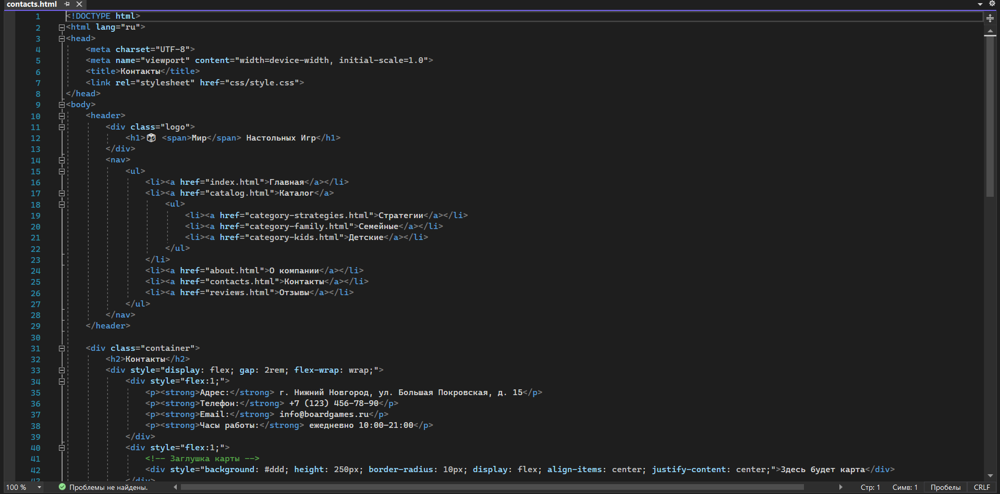 contacts.html
1 <!DOCTYPE html>
2 <html lang="ru">
3 <head>
4 <meta charset="UTF-8">
5 <meta name="viewport" content="width=device-width, initial-scale=1.0">
6 <title>Контакты</title>
7 <link rel="stylesheet" href="css/style.css">
8 </head>
9 <body>
10 <header>
11 <div class="logo">
12 <h1>🎲 <span>Мир</span> Настольных Игр</h1>
13 </div>
14 <nav>
15 <ul>
16 <li><a href="index.html">Главная</a></li>
17 <li><a href="catalog.html">Каталог</a>
18 <ul>
19 <li><a href="category-strategies.html">Стратегии</a></li>
20 <li><a href="category-family.html">Семейные</a></li>
21 <li><a href="category-kids.html">Детские</a></li>
22 </ul>
23 </li>
24 <li><a href="about.html">О компании</a></li>
25 <li><a href="contacts.html">Контакты</a></li>
26 <li><a href="reviews.html">Отзывы</a></li>
27 </ul>
28 </nav>
29 </header>
30
31 <div class="container">
32 <h2>Контакты</h2>
33 <div style="display: flex; gap: 2rem; flex-wrap: wrap;">
34 <div style="flex:1;">
35 <p><strong>Адрес:</strong> г. Нижний Новгород, ул. Большая Покровская, д. 15</p>
36 <p><strong>Телефон:</strong> +7 (123) 456-78-90</p>
37 <p><strong>Email:</strong> info@boardgames.ru</p>
38 <p><strong>Часы работы:</strong> ежедневно 10:00-21:00</p>
39 </div>
40 <div style="flex:1;">
41 <!-- Заглушка карты -->
42 <div style="background: #ddd; height: 250px; border-radius: 10px; display: flex; align-items: center; justify-content: center;">Здесь будет карта</div>
43 </div>
100 % Проблемы не найдены. Стр: 1 Симв: 1 Пробелы CRLF